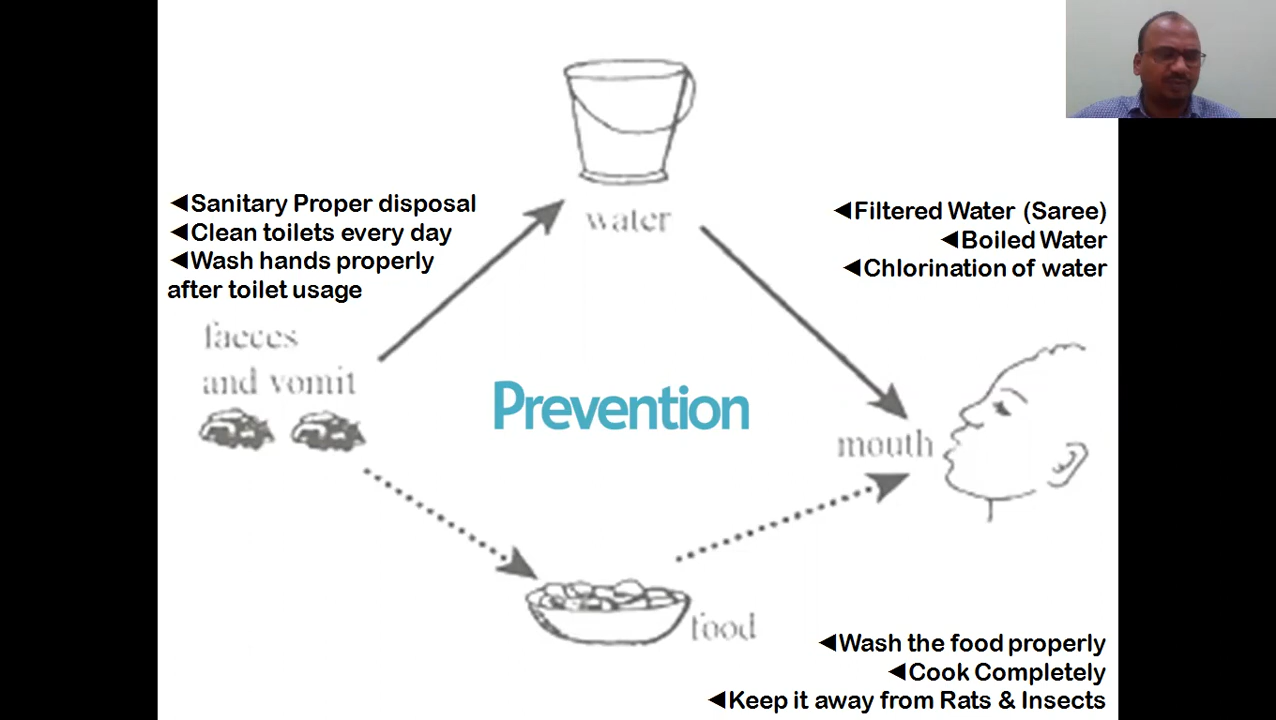 ◄Sanitary Proper disposal
◄Clean toilets every day
◄Wash hands properly
after toilet usage
water
◄Filtered Water (Saree)
◄Boiled Water
◄Chlorination of water
faeces
and vomit
Prevention
mouth
food
◄Wash the food properly
◄Cook Completely
◄Keep it away from Rats & Insects